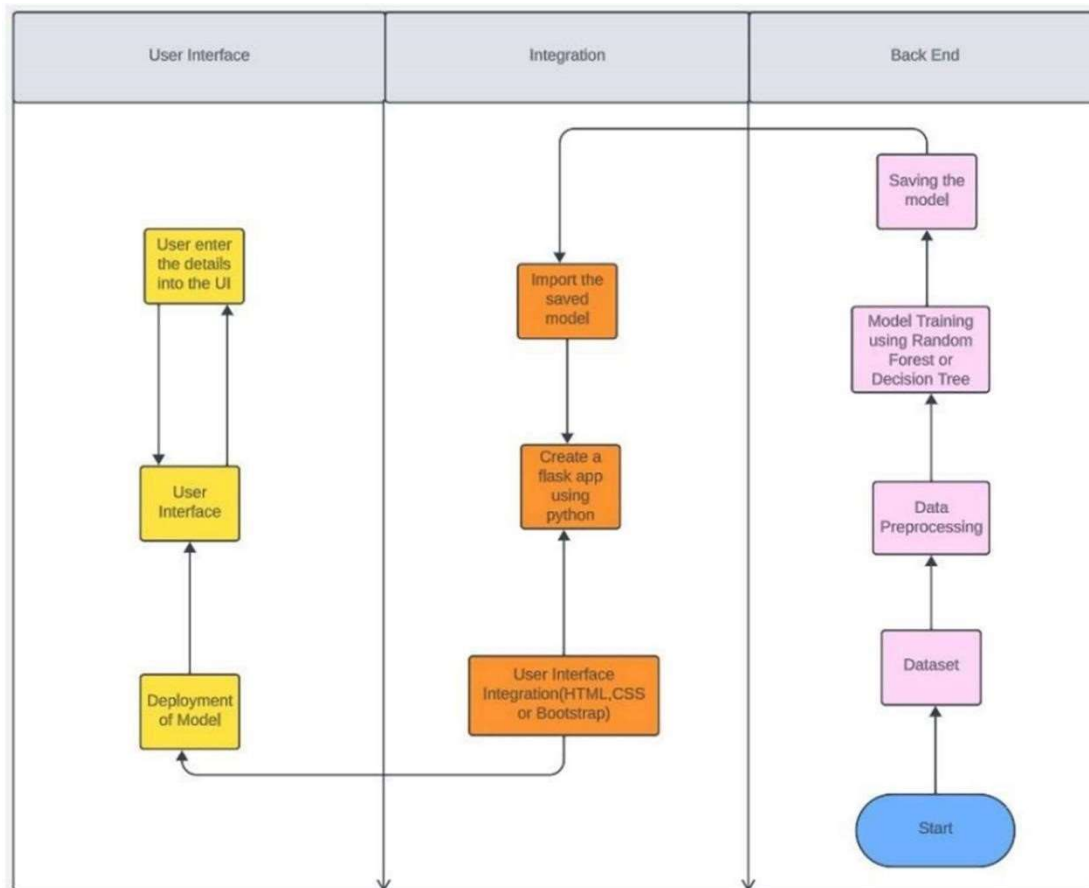 User Interface
Integration
Back End
User enter
the details
into the UI
User
Interface
Deployment
of Model
Import the
saved
model
Create a
flask app
using
python
User Interface
Integration(HTML,CSS
or Bootstrap)
Saving the
model
Model Training
using Random
Forest or
Decision Tree
Data
Preprocessing
Dataset
Start